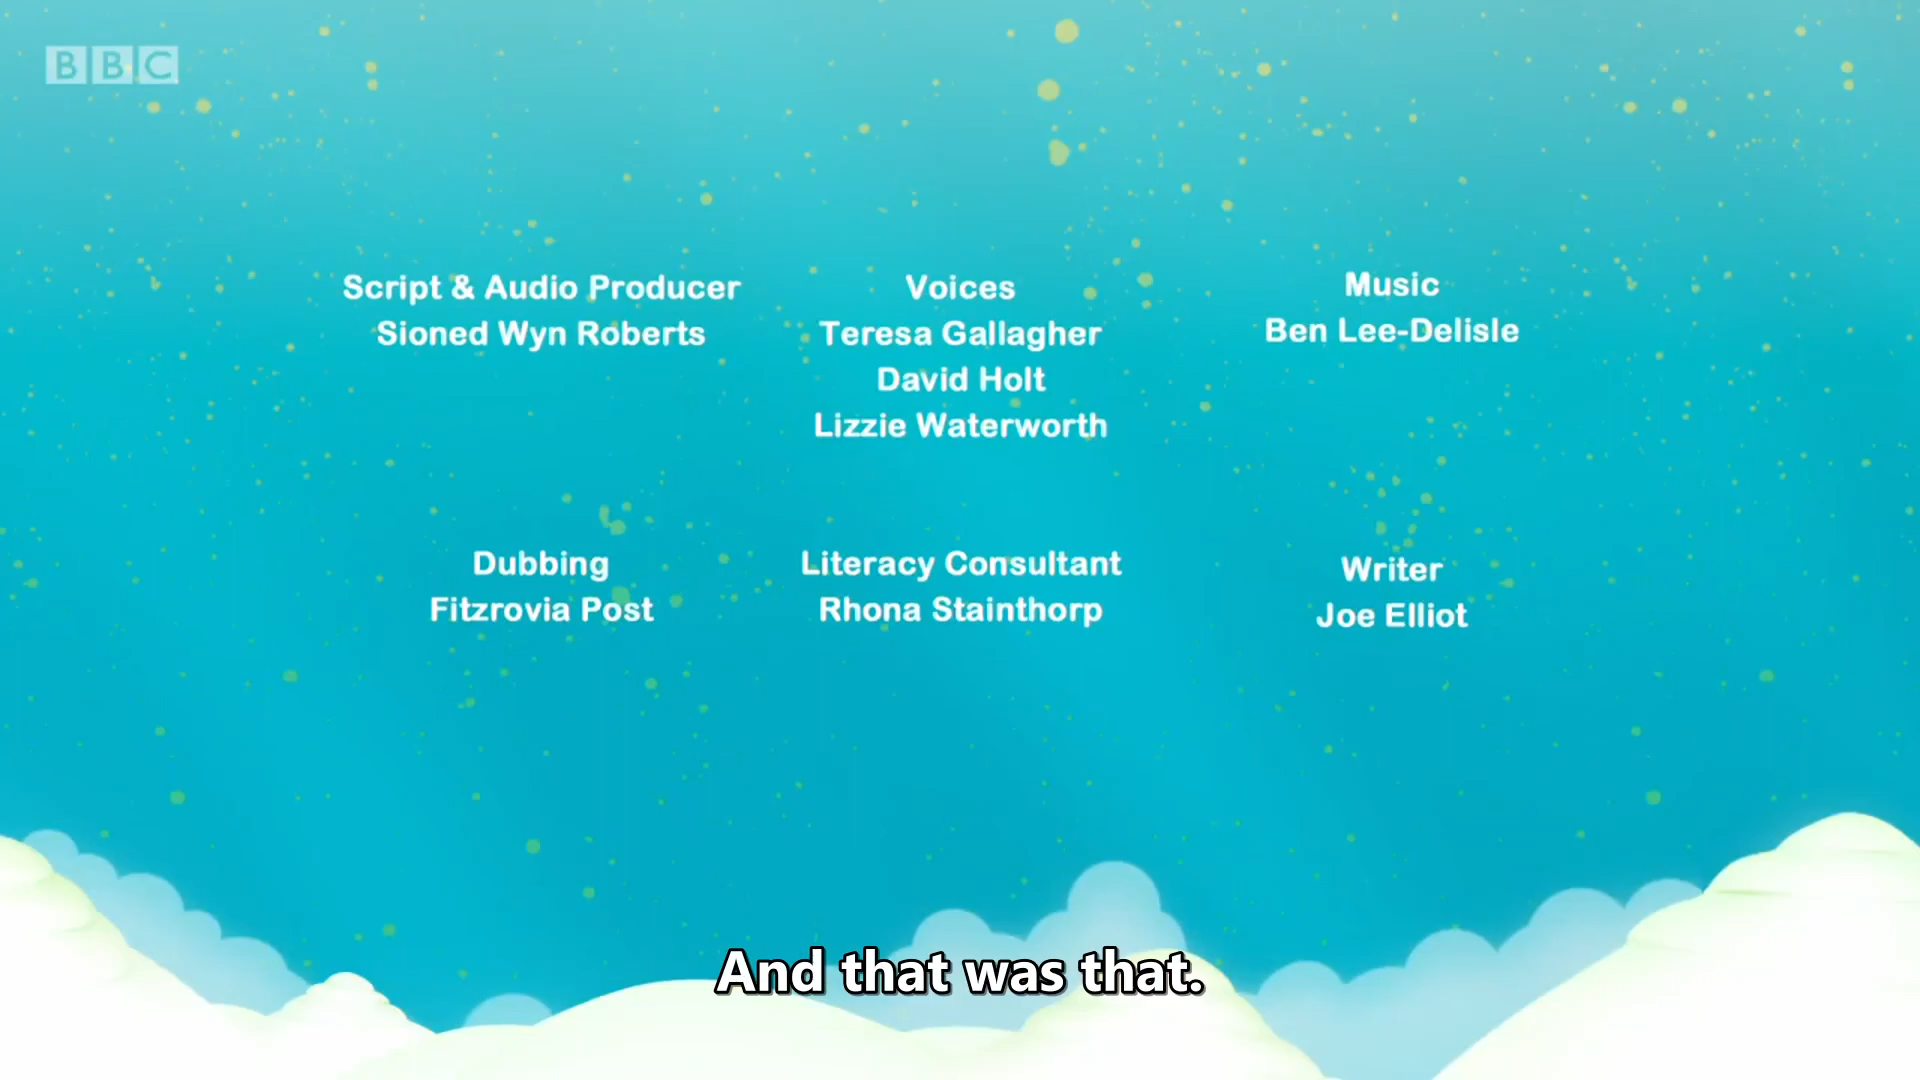 BBC
Script & Audio Producer
Sioned Wyn Roberts
Voices
Teresa Gallagher
David Holt
Lizzie Waterworth
Music
Ben Lee-Delisle
Dubbing
Fitzrovia Post
Literacy Consultant
Rhona Stainthorp
Writer
Joe Elliot
And that was that.